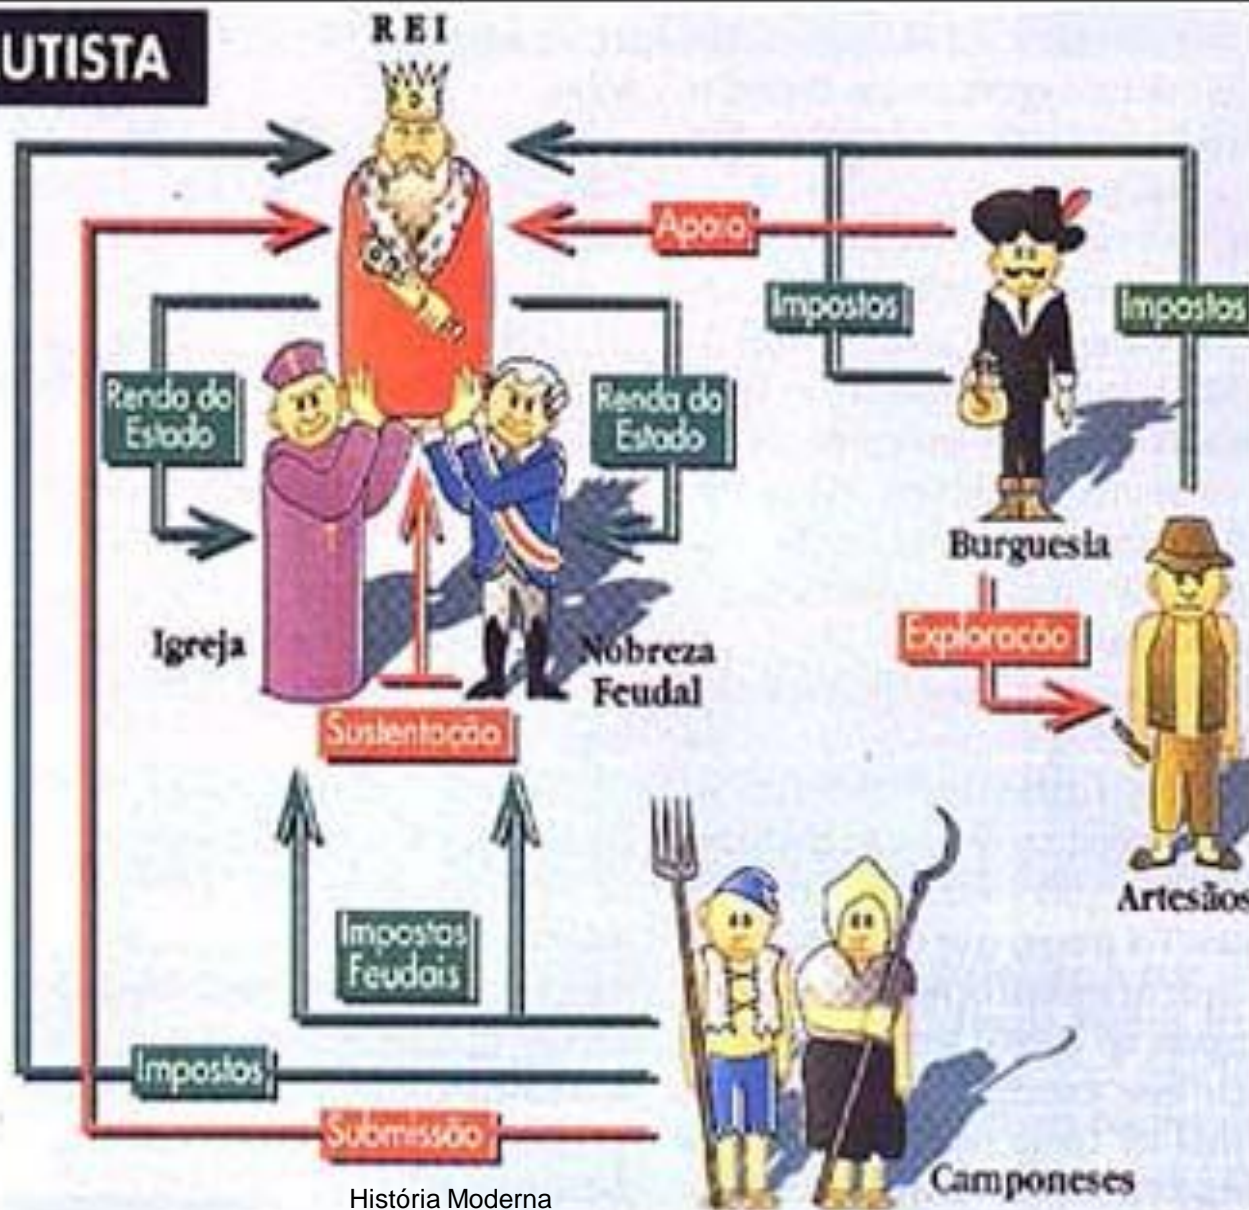 UTISTA
REI
Apoio
Impostos
Impostos
Renda do
Estado
Renda do
Estado
Burguesia
Igreja
Nobreza
Feudal
Exploração
Sustentação
Artesãos
Impostos
Feudais
Impostos
Submissão
Camponeses
História Moderna